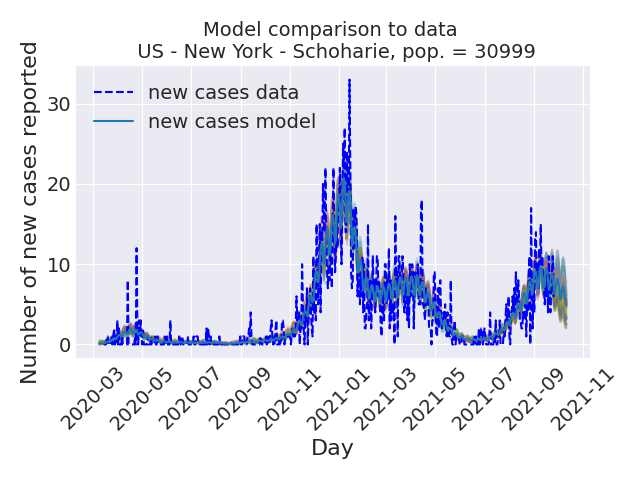 Model comparison to data
US - New York - Schoharie, pop. = 30999
Number of new cases reported
new cases data
new cases model
30
20
10
0
2020-03
2020-05
2020-07
2020-09
2020-11
2021-01
2021-03
2021-05
2021-07
2021-09
2021-11
Day